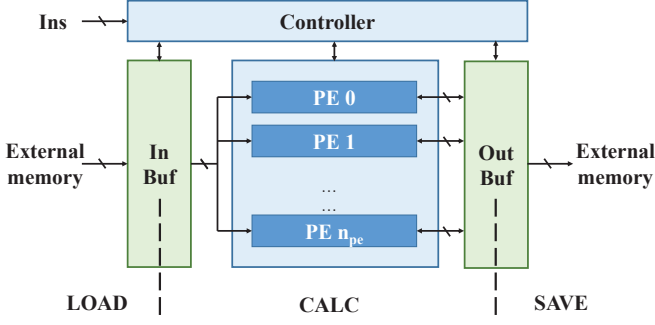 Ins
Controller
PE 0
PE 1
...
...
PE n_pe
External
memory
In
Buf
Out
Buf
External
memory
LOAD
CALC
SAVE